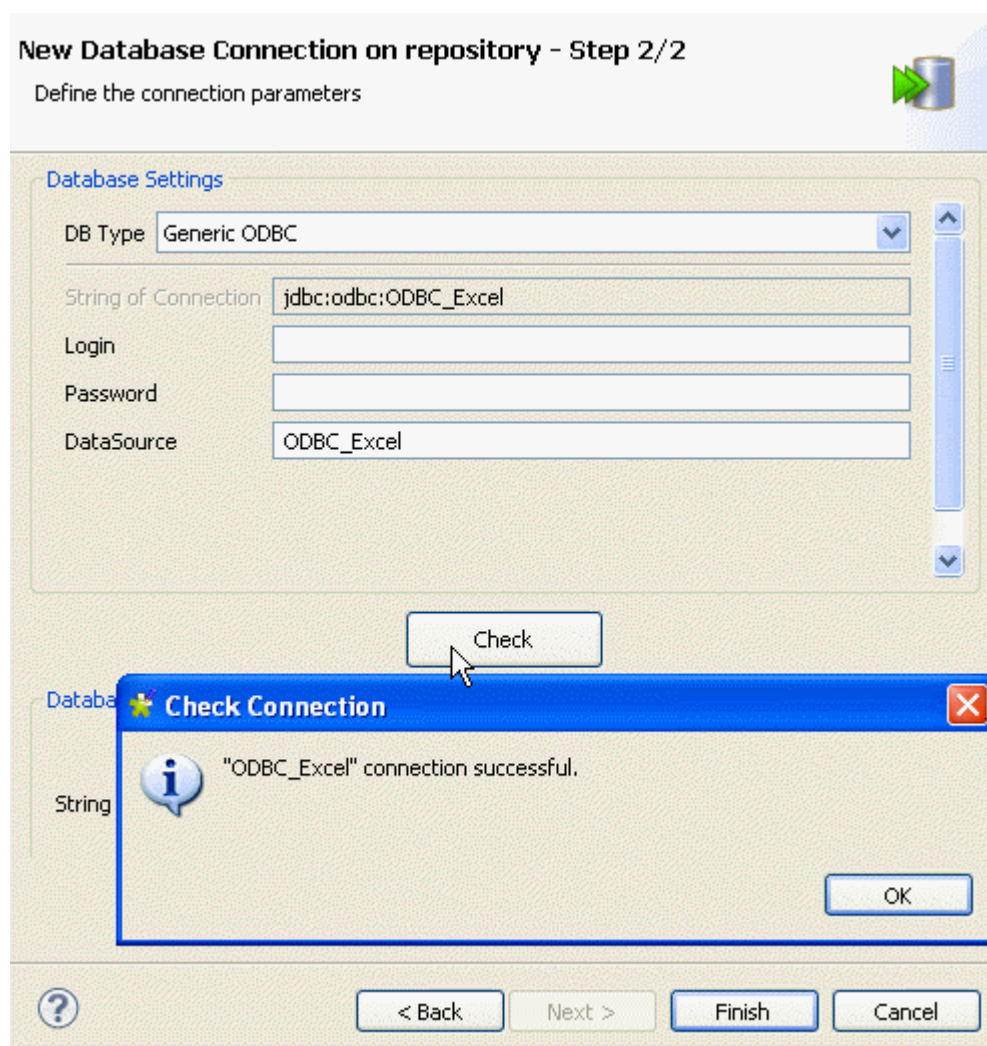 New Database Connection on repository - Step 2/2
Define the connection parameters
Database Settings
DB Type Generic ODBC
String of Connection jdbc:odbc:ODBC_Excel
Login
Password
DataSource ODBC_Excel
Check
Databa
Check Connection
"ODBC_Excel" connection successful.
String
OK
? < Back Next > Finish Cancel